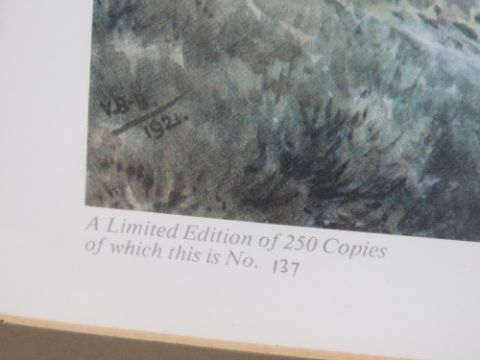 V.B-B.
1921.
A Limited Edition of 250 Copies
of which this is No. 137